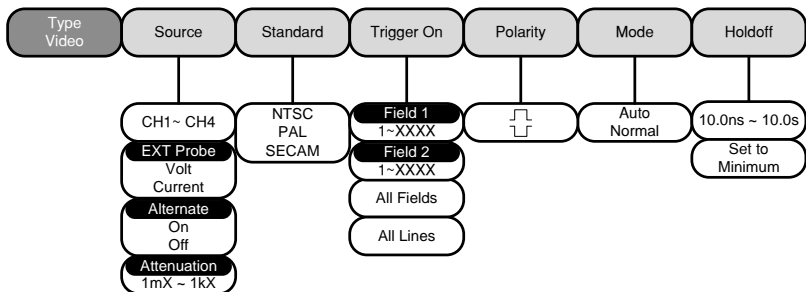 Type
Video
Source
Standard
Trigger On
Polarity
Mode
Holdoff
CH1~ CH4
EXT Probe
Volt
Current
Alternate
On
Off
Attenuation
1mX ~ 1kX
NTSC
PAL
SECAM
Field 1
1~XXXX
Field 2
1~XXXX
All Fields
All Lines
Auto
Normal
10.0ns ~ 10.0s
Set to
Minimum